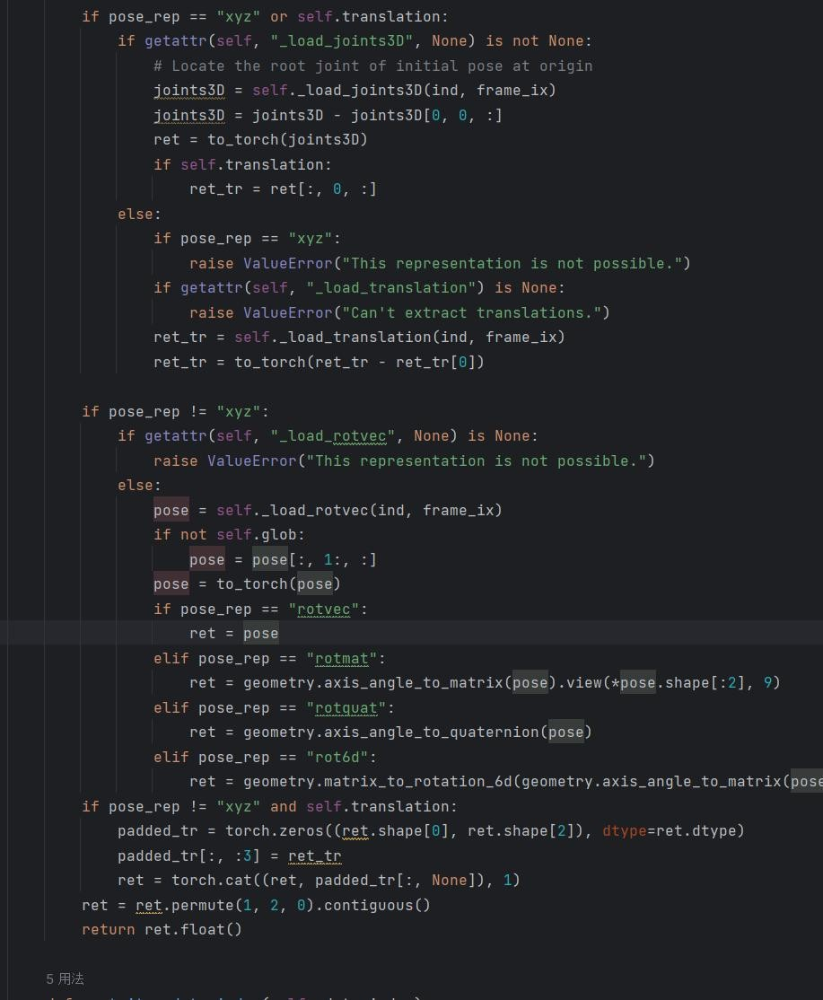 if pose_rep == "xyz" or self.translation:
if getattr(self, "_load_joints3D", None) is not None:
# Locate the root joint of initial pose at origin
joints3D = self._load_joints3D(ind, frame_ix)
joints3D = joints3D - joints3D[0, 0, :]
ret = to_torch(joints3D)
if self.translation:
ret_tr = ret[:, 0, :]
else:
if pose_rep == "xyz":
raise ValueError("This representation is not possible.")
if getattr(self, "_load_translation") is None:
raise ValueError("Can't extract translations.")
ret_tr = self._load_translation(ind, frame_ix)
ret_tr = to_torch(ret_tr - ret_tr[0])
if pose_rep != "xyz":
if getattr(self, "_load_rotvec", None) is None:
raise ValueError("This representation is not possible.")
else:
pose = self._load_rotvec(ind, frame_ix)
if not self.glob:
pose = pose[:, 1:, :]
pose = to_torch(pose)
if pose_rep == "rotvec":
ret = pose
elif pose_rep == "rotmat":
ret = geometry.axis_angle_to_matrix(pose).view(*pose.shape[:2], 9)
elif pose_rep == "rotquat":
ret = geometry.axis_angle_to_quaternion(pose)
elif pose_rep == "rot6d":
ret = geometry.matrix_to_rotation_6d(geometry.axis_angle_to_matrix(pose
if pose_rep != "xyz" and self.translation:
padded_tr = torch.zeros((ret.shape[0], ret.shape[2]), dtype=ret.dtype)
padded_tr[:, :3] = ret_tr
ret = torch.cat((ret, padded_tr[:, None]), 1)
ret = ret.permute(1, 2, 0).contiguous()
return ret.float()
5 用法